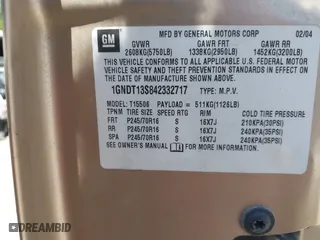 GM
MFD BY GENERAL MOTORS CORP 02/04
GVWR GAWR FRT GAWR RR
2608KG(5750LB) 1338KG(2950LB) 1452KG(3200LB)
THIS VEHICLE CONFORMS TO ALL APPLICABLE U.S.
FEDERAL MOTOR VEHICLE SAFETY AND THEFT
PREVENTION STANDARDS IN EFFECT ON THE DATE
OF MANUFACTURE SHOWN ABOVE.
1GNDT13S842332717 TYPE: M.P.V.
MODEL: T15506 PAYLOAD = 511KG(1126LB)
TPNM TIRE SIZE SPEED RTG RIM COLD TIRE PRESSURE
FRT P245/70R16 S 16X7J 210KPA(30PSI)
RR P245/70R16 S 16X7J 240KPA(35PSI)
SPA P245/70R16 S 16X7J 240KPA(35PSI)
SEE OWNER'S MANUAL FOR MORE INFORMATION.
DREAMBID